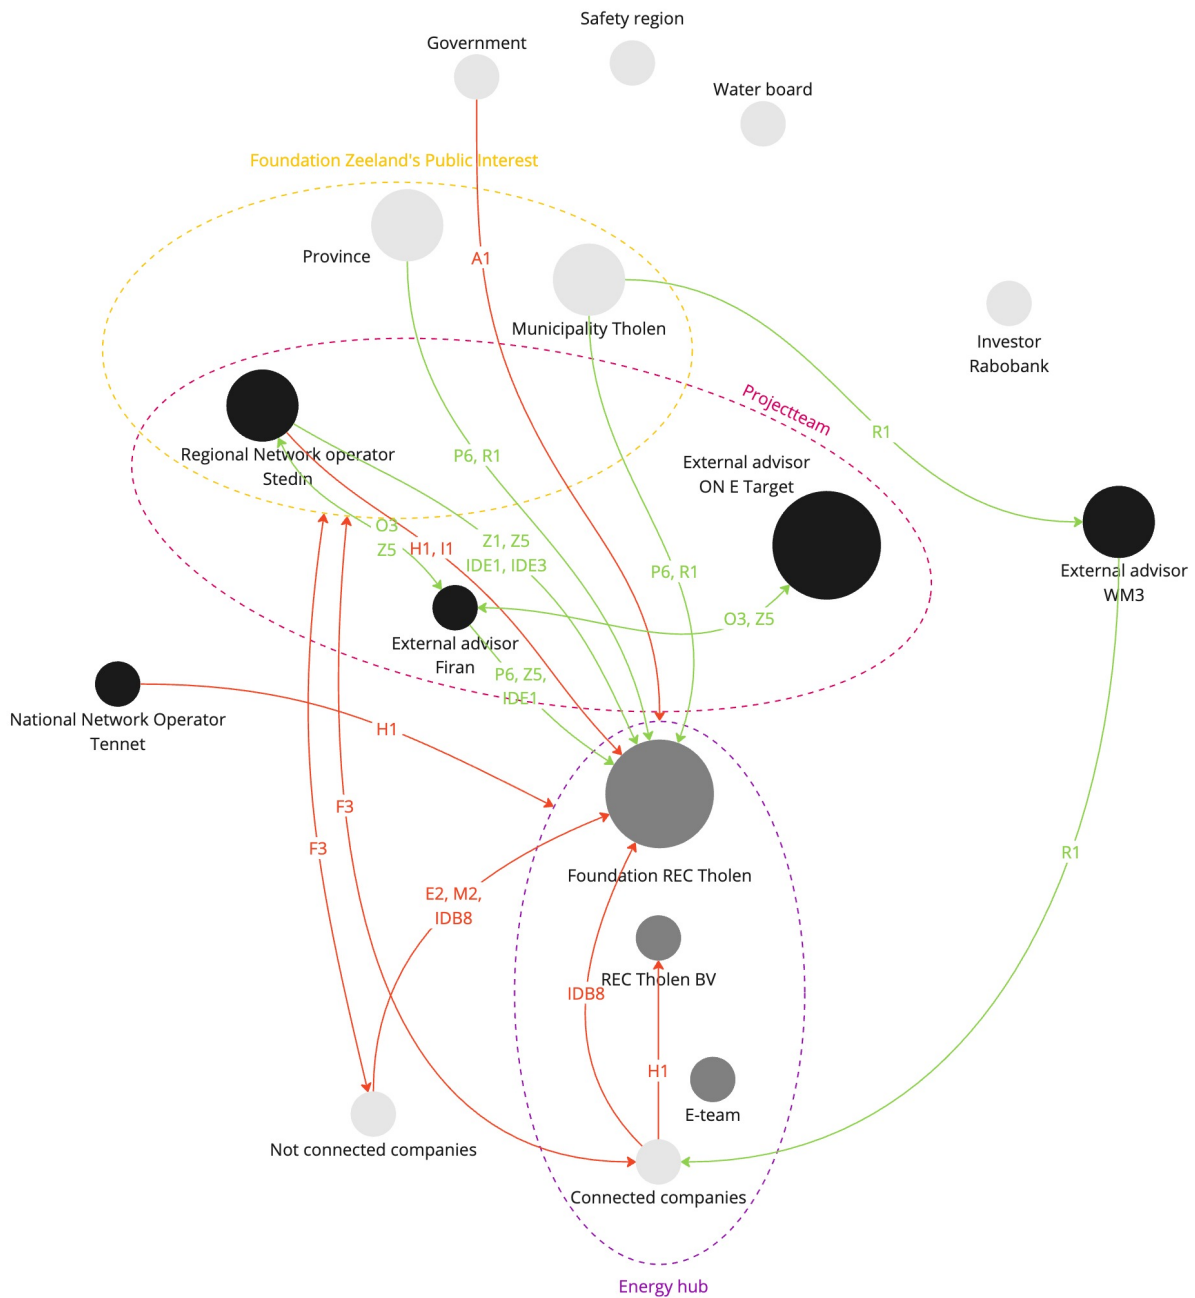 Safety region
Government
Water board
Foundation Zeeland's Public Interest
Province
A1
Municipality Tholen
Investor
Rabobank
Projectteam
R1
Regional Network operator
Stedin
P6, R1
External advisor
ON E Target
O3
Z5
H1, I1
Z1, Z5
IDE1, IDE3
P6, R1
External advisor
WM3
O3, Z5
External advisor
Firan
P6, Z5,
IDE1
National Network Operator
Tennet
H1
F3
F3
R1
Foundation REC Tholen
E2, M2,
IDB8
REC Tholen BV
IDB8
H1
E-team
Not connected companies
Connected companies
Energy hub